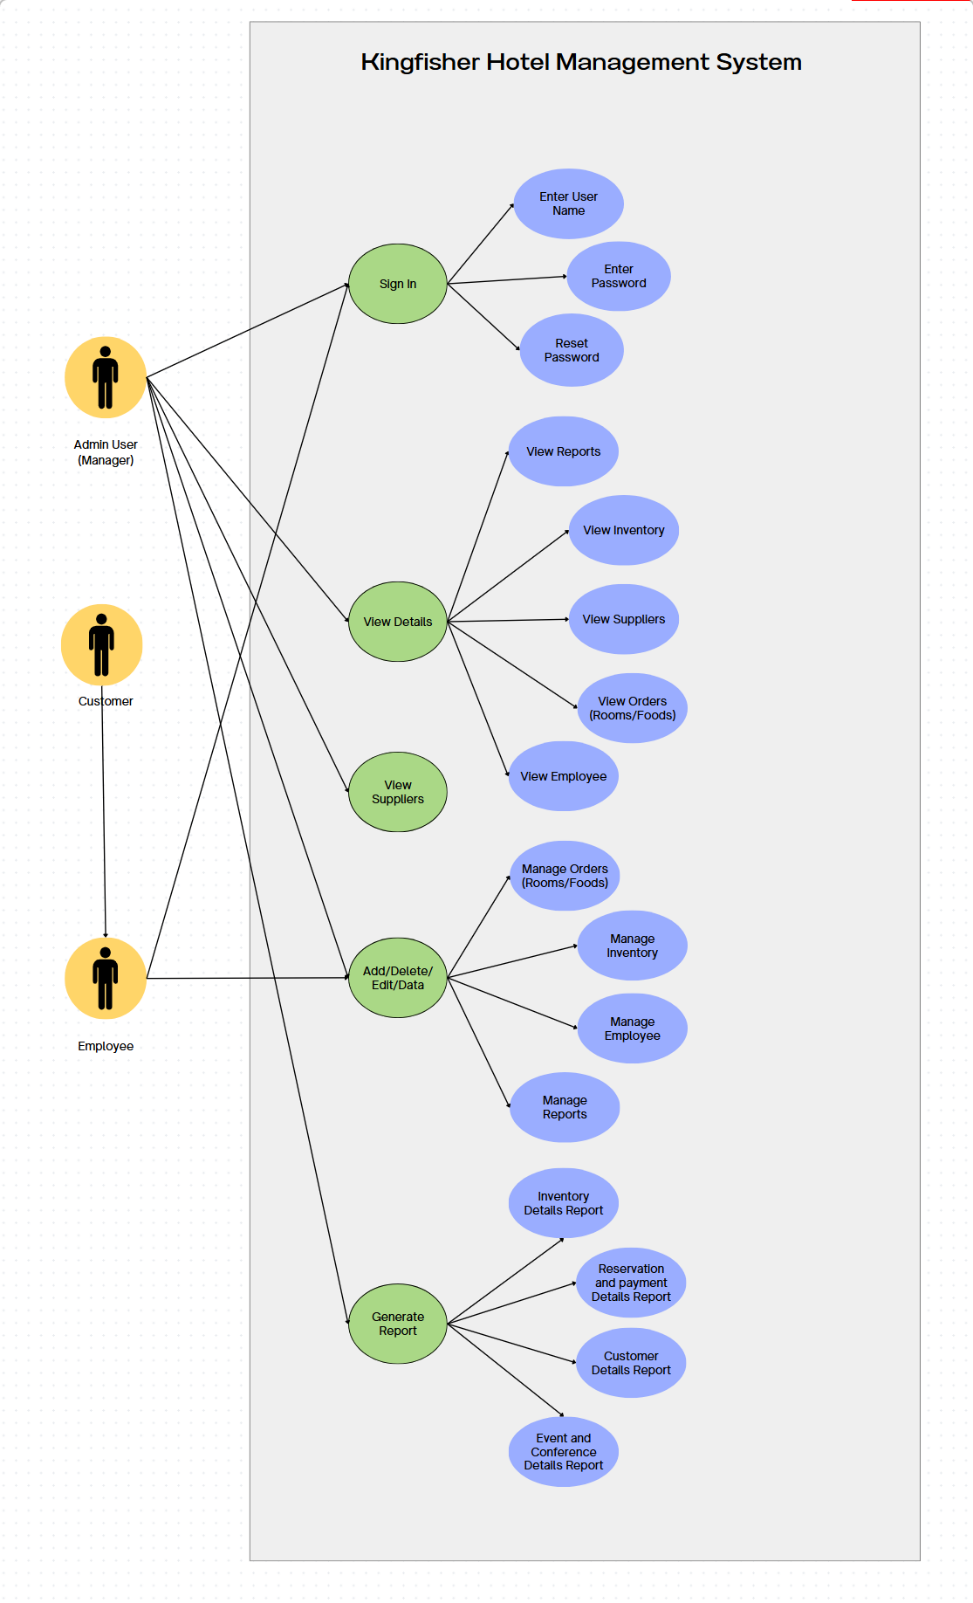 Kingfisher Hotel Management System
Enter User
Name
Enter
Password
Sign In
Reset
Password
Admin User
(Manager)
View Reports
View Inventory
View Details
View Suppliers
Customer
View Orders
(Rooms/Foods)
View Employee
View
Suppliers
Manage Orders
(Rooms/Foods)
Manage
Inventory
Add/Delete/
Edit/Data
Manage
Employee
Employee
Manage
Reports
Inventory
Details Report
Reservation
and payment
Details Report
Generate
Report
Customer
Details Report
Event and
Conference
Details Report